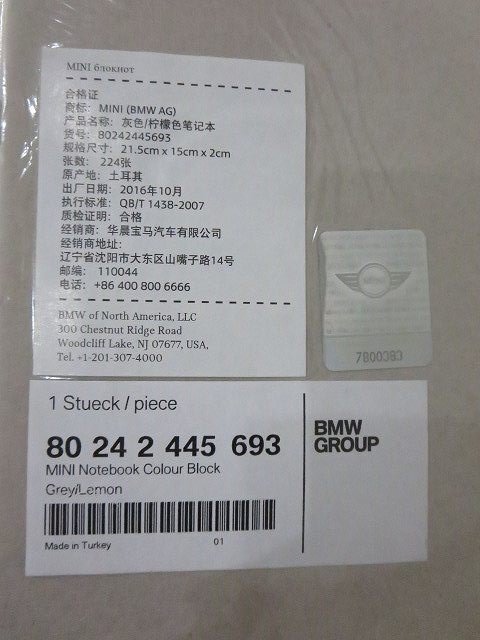 MINI блокнот
合格证
商标： MINI (BMW AG)
产品名称： 灰色/柠檬色笔记本
货号： 80242445693
规格尺寸： 21.5cm x 15cm x 2cm
张数： 224张
原产地： 土耳其
出厂日期： 2016年10月
执行标准： QB/T 1438-2007
质检证明： 合格
经销商： 华晨宝马汽车有限公司
经销商地址：
辽宁省沈阳市大东区山嘴子路14号
邮编： 110044
电话： +86 400 800 6666
BMW of North America, LLC
300 Chestnut Ridge Road
Woodcliff Lake, NJ 07677, USA,
Tel. +1-201-307-4000
MINI
7800C83
1 Stueck / piece
80 24 2 445 693
MINI Notebook Colour Block
Grey/Lemon
Made in Turkey
01
BMW
GROUP